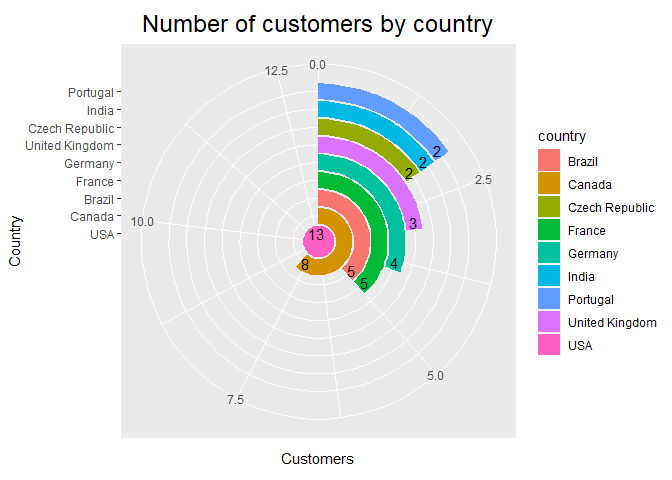 Number of customers by country
0.0
12.5
2.5
10.0
5.0
7.5
Portugal
India
Czech Republic
United Kingdom
Germany
France
Brazil
Canada
USA
2
2
2
3
4
5
5
8
13
Country
Customers
country
Brazil
Canada
Czech Republic
France
Germany
India
Portugal
United Kingdom
USA